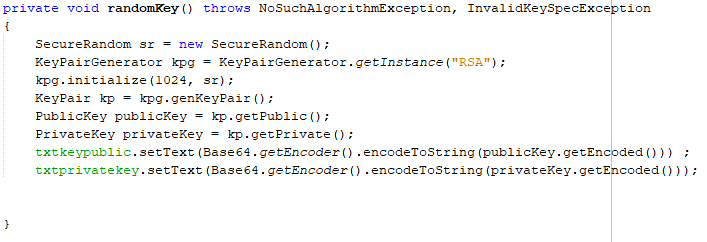 private void randomKey() throws NoSuchAlgorithmException, InvalidKeySpecException
{
SecureRandom sr = new SecureRandom();
KeyPairGenerator kpg = KeyPairGenerator.getInstance("RSA");
kpg.initialize(1024, sr);
KeyPair kp = kpg.genKeyPair();
PublicKey publicKey = kp.getPublic();
PrivateKey privateKey = kp.getPrivate();
txtkeypublic.setText(Base64.getEncoder().encodeToString(publicKey.getEncoded())) ;
txtprivatekey.setText(Base64.getEncoder().encodeToString(privateKey.getEncoded()));
}